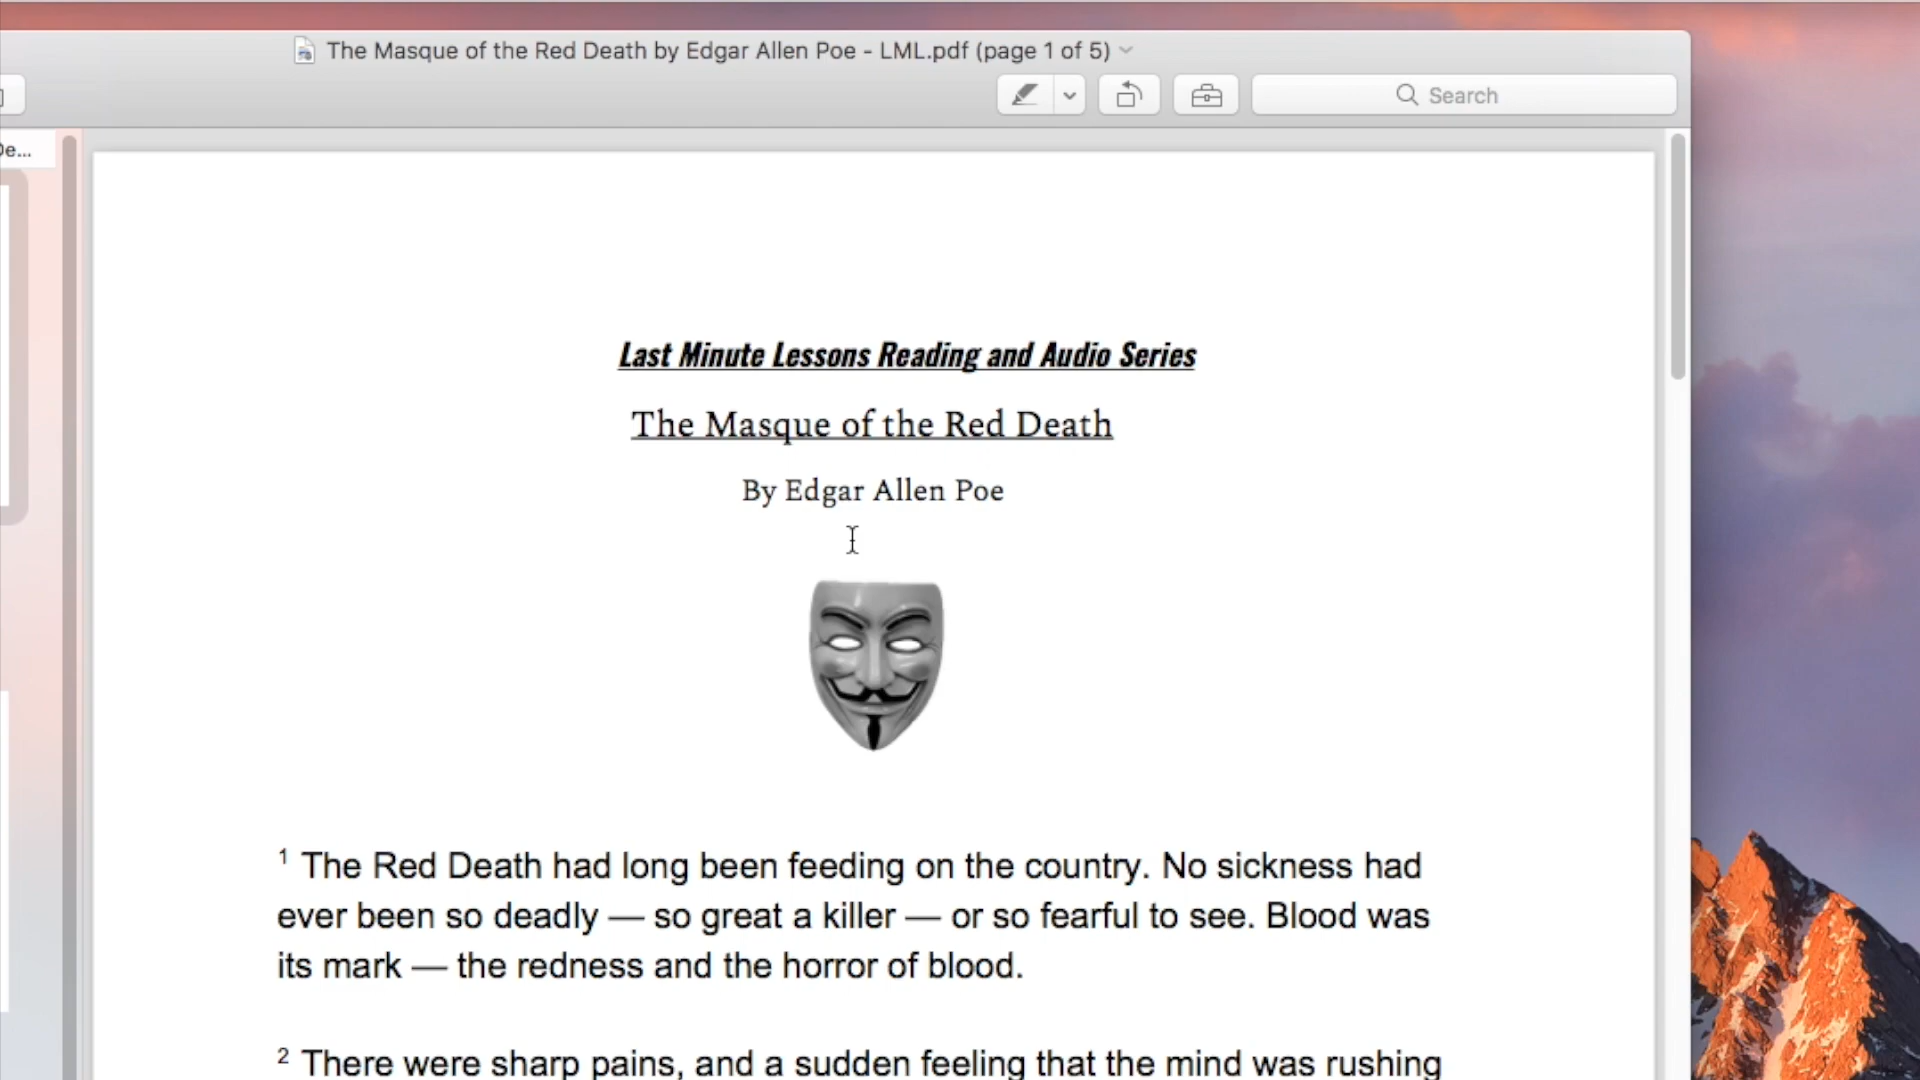 The Masque of the Red Death by Edgar Allen Poe - LML.pdf (page 1 of 5)
Search
De...
Last Minute Lessons Reading and Audio Series
The Masque of the Red Death
By Edgar Allen Poe
1 The Red Death had long been feeding on the country. No sickness had
ever been so deadly — so great a killer — or so fearful to see. Blood was
its mark — the redness and the horror of blood.
2 There were sharp pains, and a sudden feeling that the mind was rushing